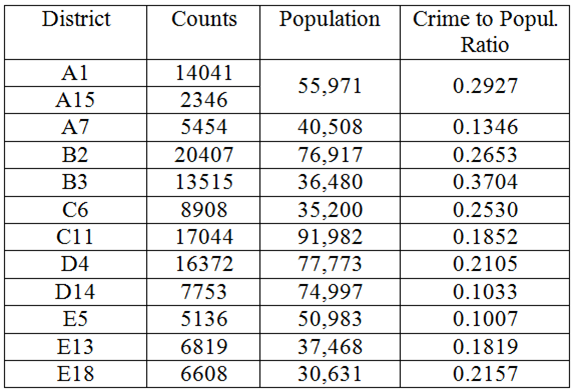 District Counts Population Crime to Popul. Ratio
A1 14041 55,971 0.2927
A15 2346
A7 5454 40,508 0.1346
B2 20407 76,917 0.2653
B3 13515 36,480 0.3704
C6 8908 35,200 0.2530
C11 17044 91,982 0.1852
D4 16372 77,773 0.2105
D14 7753 74,997 0.1033
E5 5136 50,983 0.1007
E13 6819 37,468 0.1819
E18 6608 30,631 0.2157